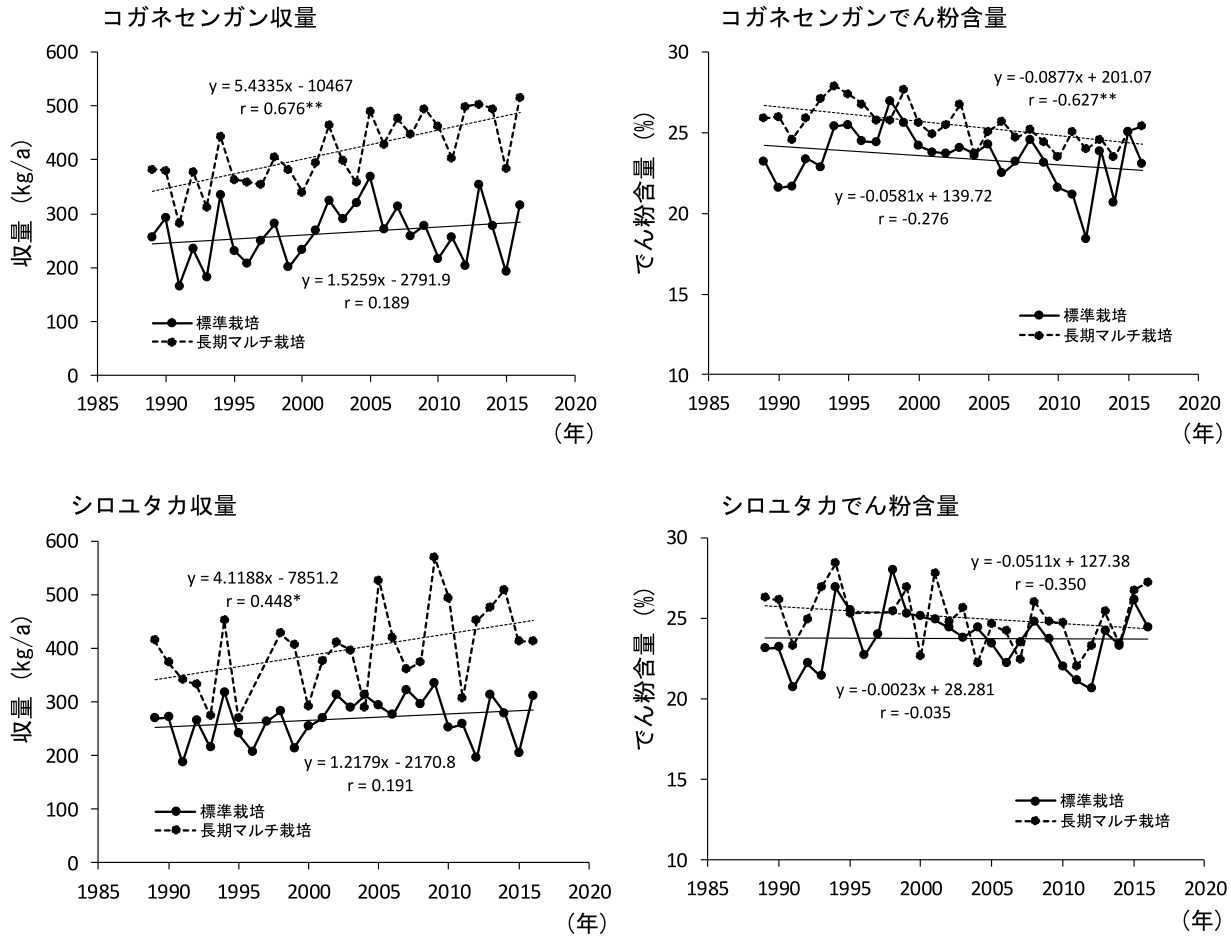 コガネセンガン収量
600
500
400
300
200
100
0
収量 (kg/a)
y = 5.4335x - 10467
r = 0.676**
y = 1.5259x - 2791.9
r = 0.189
標準栽培
長期マルチ栽培
1985 1990 1995 2000 2005 2010 2015 2020
(年)
コガネセンガンでん粉含量
30
25
20
15
10
でん粉含量 (%)
y = -0.0877x + 201.07
r = -0.627**
y = -0.0581x + 139.72
r = -0.276
標準栽培
長期マルチ栽培
1985 1990 1995 2000 2005 2010 2015 2020
(年)
シロユタカ収量
600
500
400
300
200
100
0
収量 (kg/a)
y = 4.1188x - 7851.2
r = 0.448*
y = 1.2179x - 2170.8
r = 0.191
標準栽培
長期マルチ栽培
1985 1990 1995 2000 2005 2010 2015 2020
(年)
シロユタカでん粉含量
30
25
20
15
10
でん粉含量 (%)
y = -0.0511x + 127.38
r = -0.350
y = -0.0023x + 28.281
r = -0.035
標準栽培
長期マルチ栽培
1985 1990 1995 2000 2005 2010 2015 2020
(年)